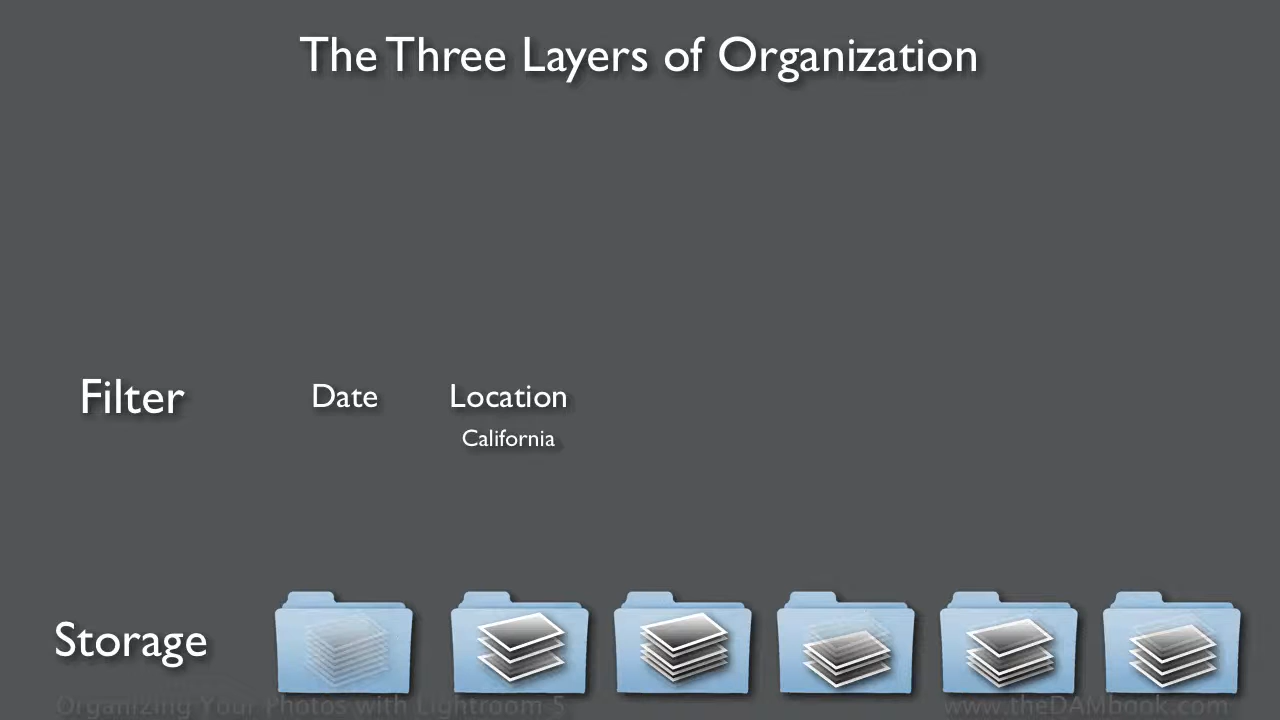 The Three Layers of Organization
Filter Date Location
California
Storage
Organizing Your Photos with Lightroom 5 www.theDAMbook.com